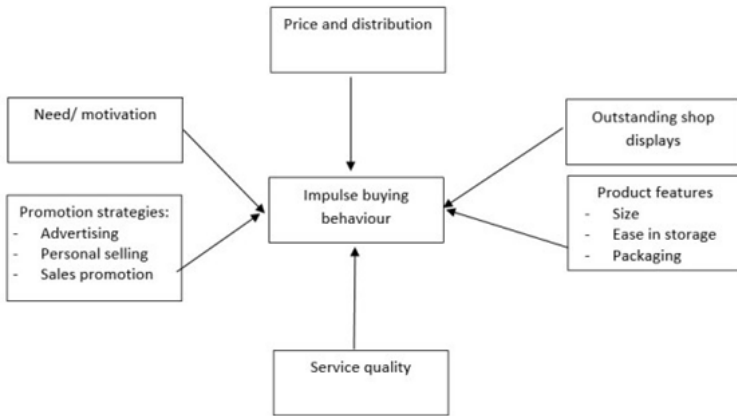 Price and distribution
Need/ motivation
Outstanding shop
displays
Impulse buying
behaviour
Promotion strategies:
- Advertising
- Personal selling
- Sales promotion
Product features
- Size
- Ease in storage
- Packaging
Service quality